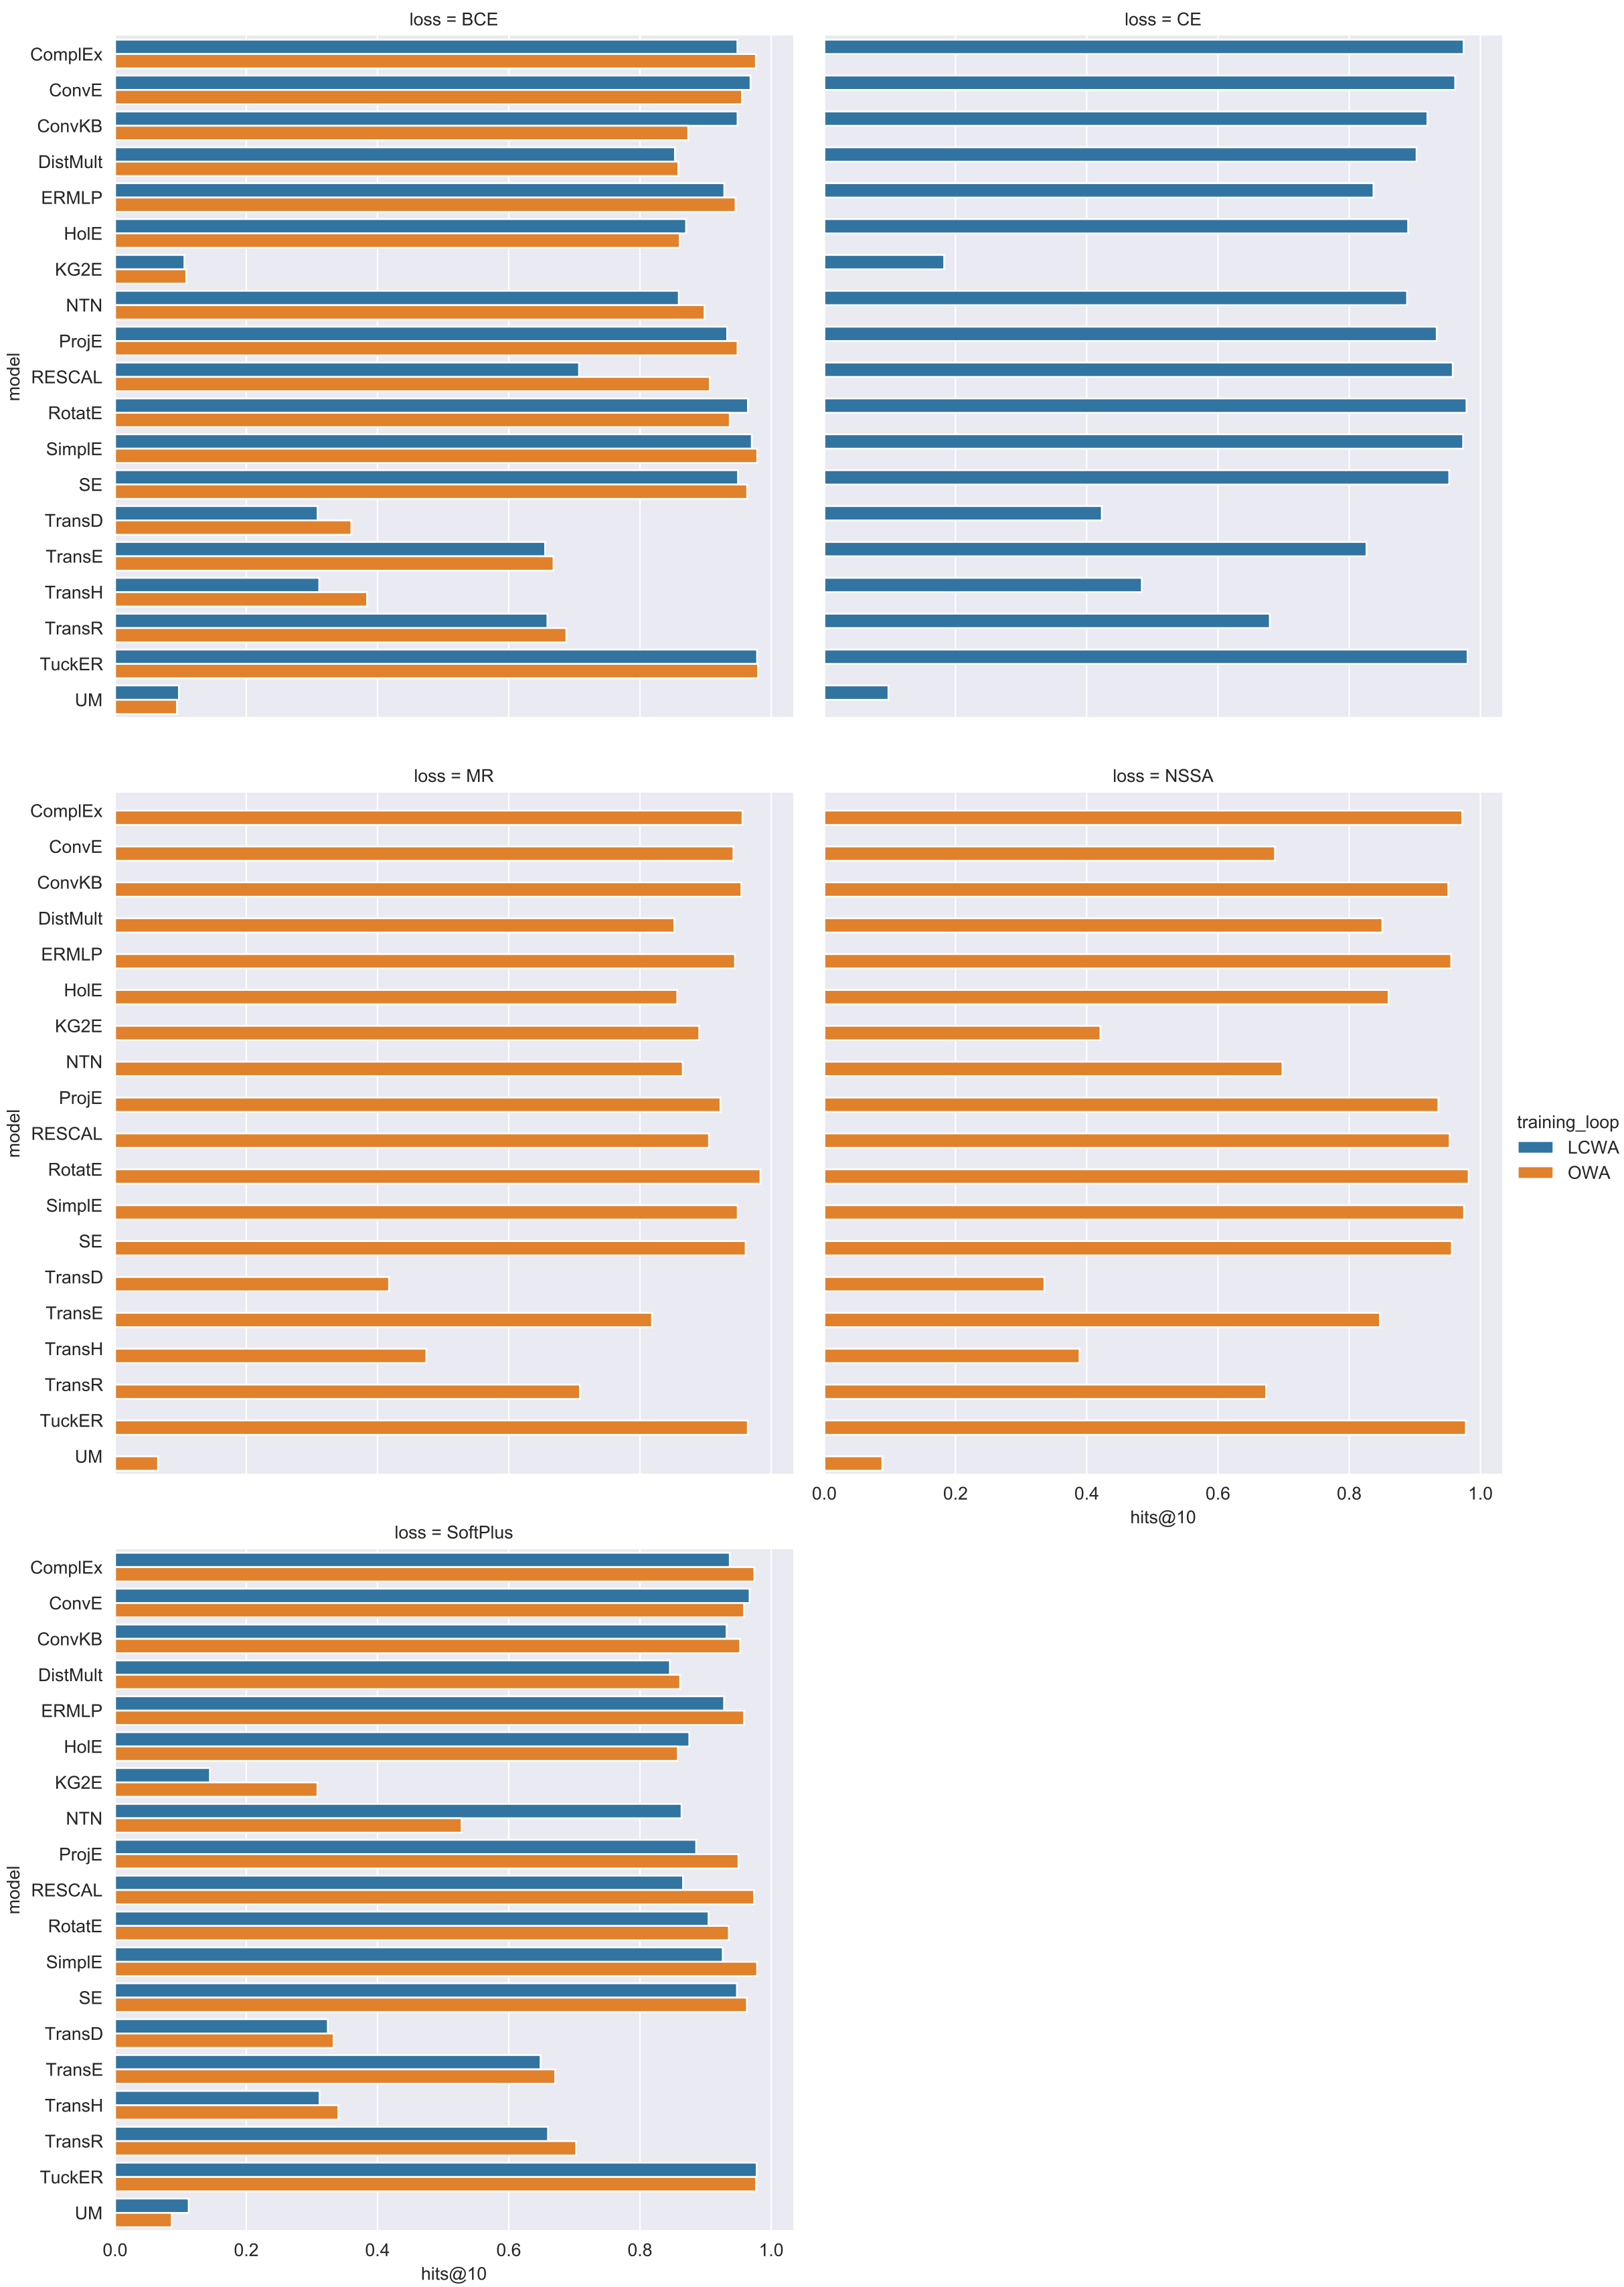 loss = BCE
loss = CE
model
ComplEx
ConvE
ConvKB
DistMult
ERMLP
HolE
KG2E
NTN
ProjE
RESCAL
RotatE
SimplE
SE
TransD
TransE
TransH
TransR
TuckER
UM
loss = MR
loss = NSSA
model
ComplEx
ConvE
ConvKB
DistMult
ERMLP
HolE
KG2E
NTN
ProjE
RESCAL
RotatE
SimplE
SE
TransD
TransE
TransH
TransR
TuckER
UM
0.0 0.2 0.4 0.6 0.8 1.0
hits@10
training_loop
LCWA
OWA
loss = SoftPlus
model
ComplEx
ConvE
ConvKB
DistMult
ERMLP
HolE
KG2E
NTN
ProjE
RESCAL
RotatE
SimplE
SE
TransD
TransE
TransH
TransR
TuckER
UM
0.0 0.2 0.4 0.6 0.8 1.0
hits@10